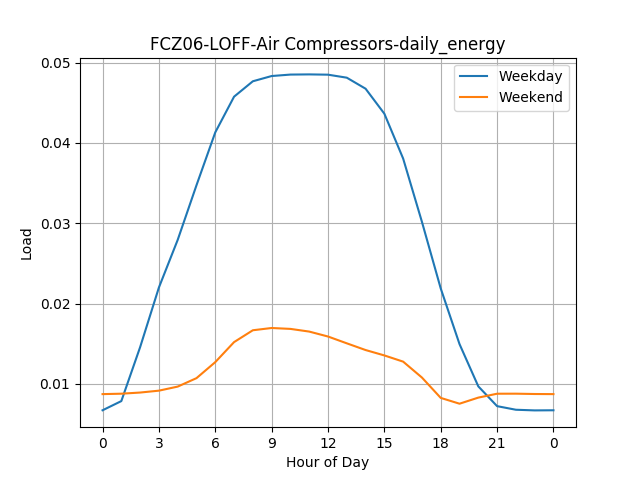 FCZ06-LOFF-Air Compressors-daily_energy
0.05
0.04
0.03
0.02
0.01
Load
Weekday
Weekend
0 3 6 9 12 15 18 21 0
Hour of Day